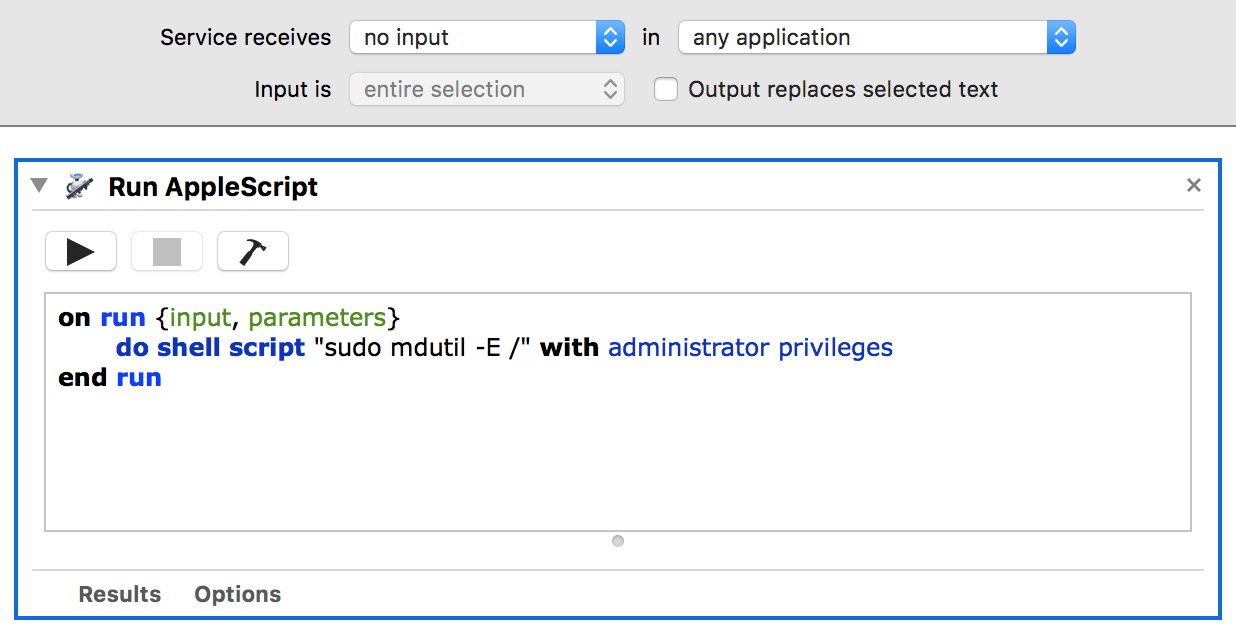 Service receives no input in any application
Input is entire selection Output replaces selected text
Run AppleScript
on run {input, parameters}
do shell script "sudo mdutil -E /" with administrator privileges
end run
Results Options